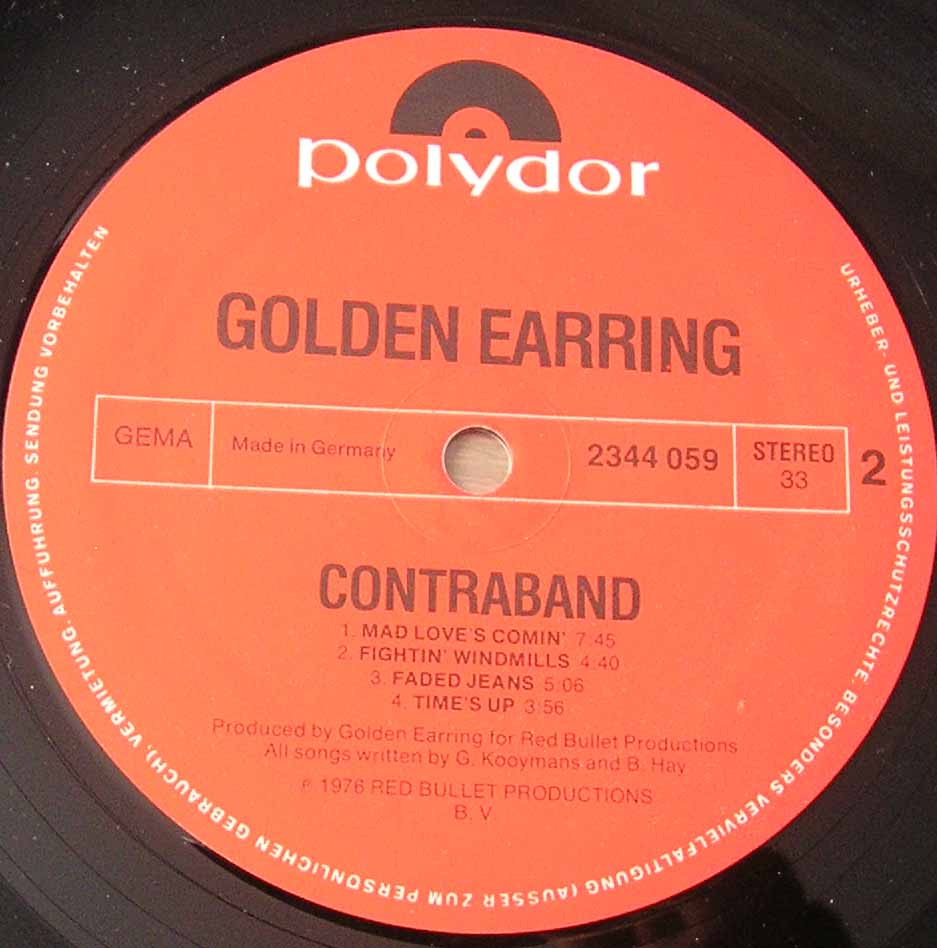 polydor
GOLDEN EARRING
GEMA
Made in Germany
2344 059
STEREO
33
2
CONTRABAND
1. MAD LOVE'S COMIN' 7:45
2. FIGHTIN' WINDMILLS 4:40
3. FADED JEANS 5:06
4. TIME'S UP 3:56
Produced by Golden Earring for Red Bullet Productions
All songs written by G. Kooymans and B. Hay
℗ 1976 RED BULLET PRODUCTIONS
B. V
URHEBER- UND LEISTUNGSSCHUTZRECHTE, BESONDERS VERVIELFÄLTIGUNG (AUSSER ZUM PERSÖNLICHEN GEBRAUCH), VERMIETUNG, AUFFÜHRUNG, SENDUNG VORBEHALTEN